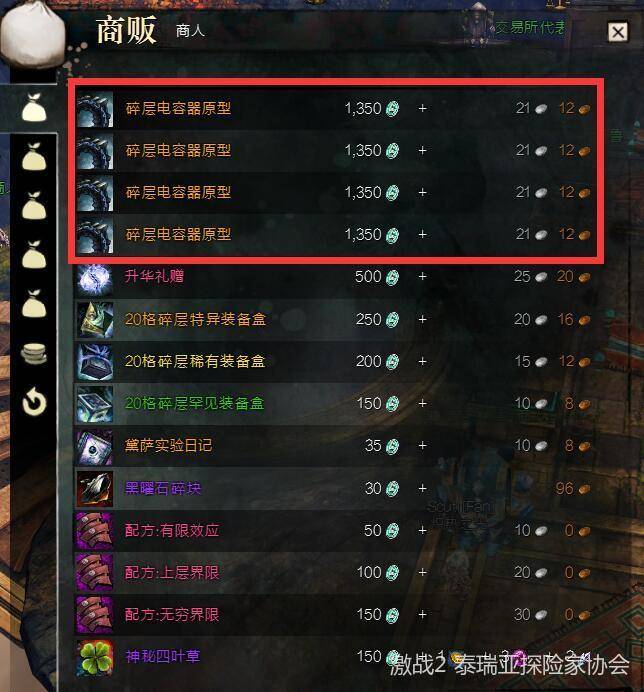 商贩 商人
交易所代表
碎层电容器原型 1,350 + 21 12
碎层电容器原型 1,350 + 21 12
碎层电容器原型 1,350 + 21 12
碎层电容器原型 1,350 + 21 12
升华礼赠 500 + 25 20
20格碎层特异装备盒 250 + 20 16
20格碎层稀有装备盒 200 + 15 12
20格碎层罕见装备盒 150 + 10 8
黛萨实验日记 35 + 10 8
黑曜石碎块 30 + 96
配方:有限效应 50 + 10 0
配方:上层界限 100 + 20 0
配方:无穷界限 150 + 30 0
神秘四叶草 150 + 1 + 3 2
激战2 泰瑞亚探险家协会